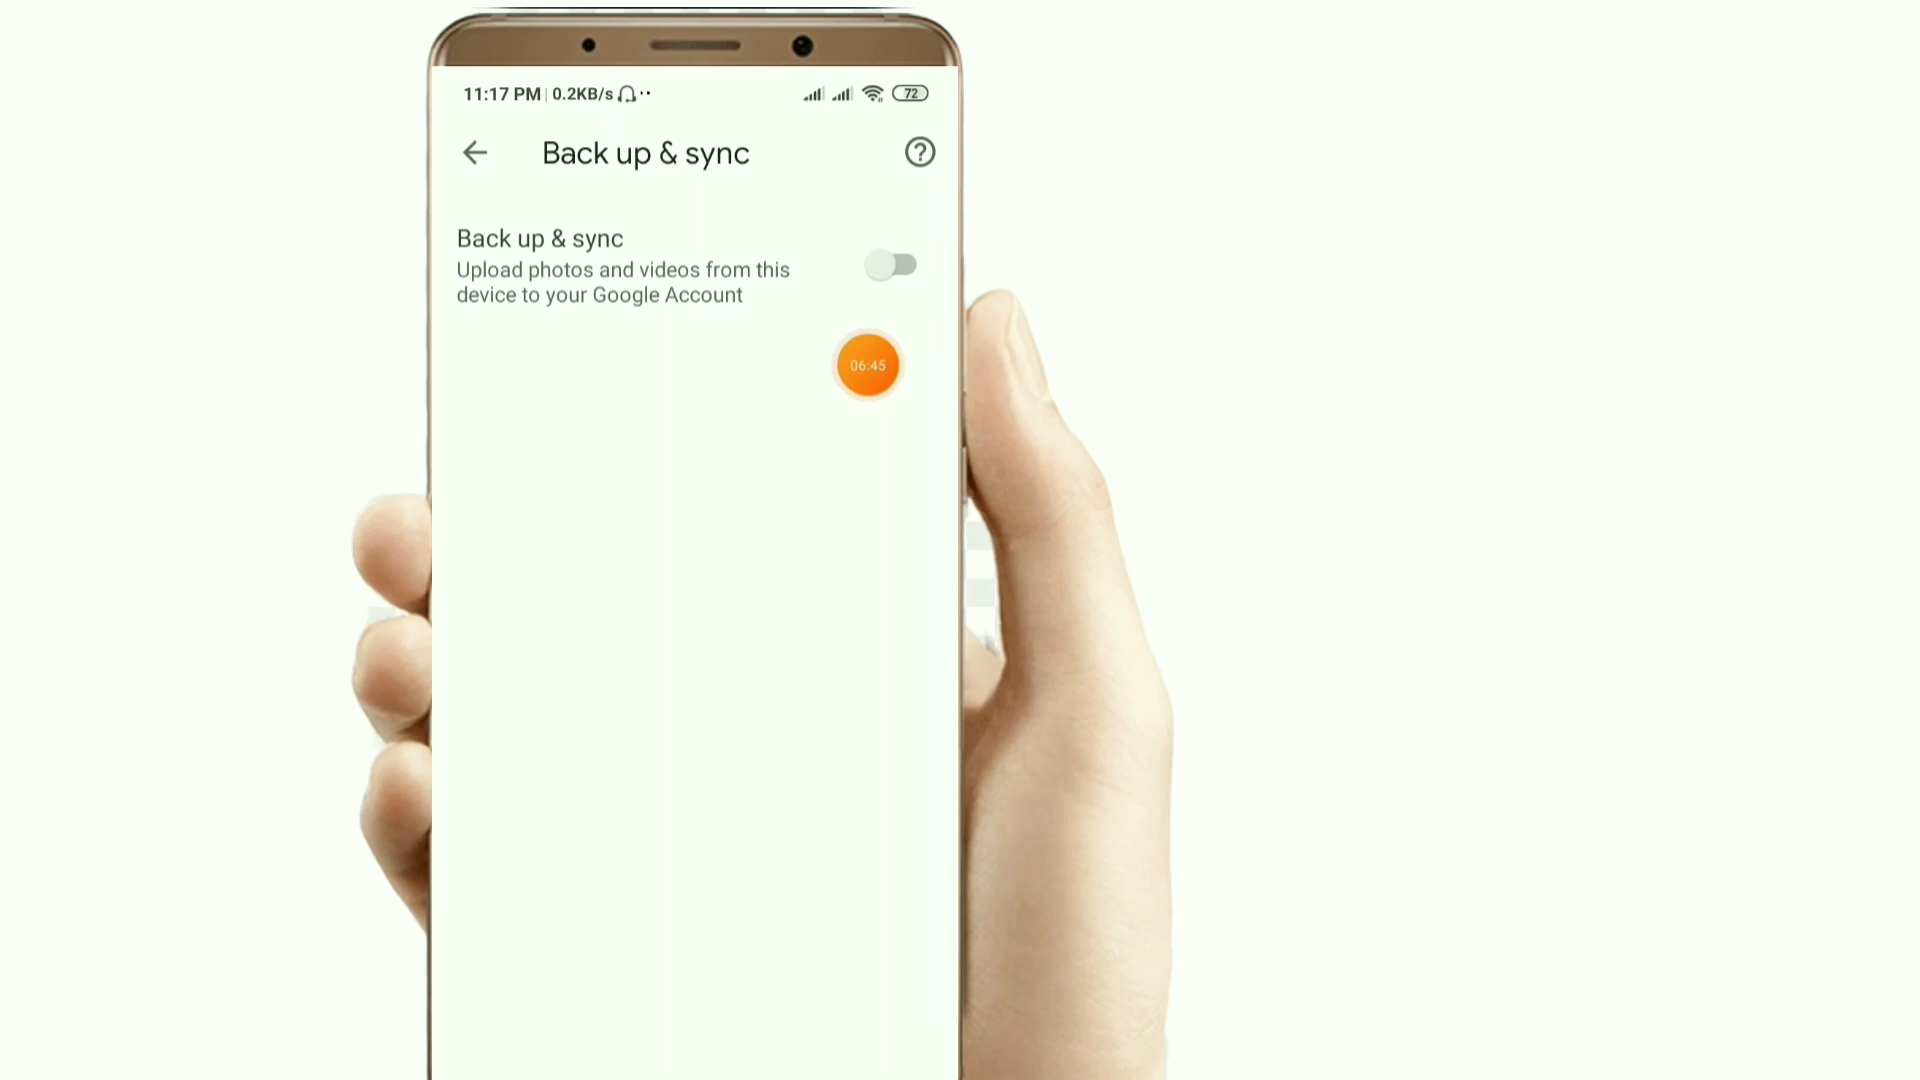 11:17 PM 0.2KB/s
72
Back up & sync
Back up & sync
Upload photos and videos from this
device to your Google Account
06:45